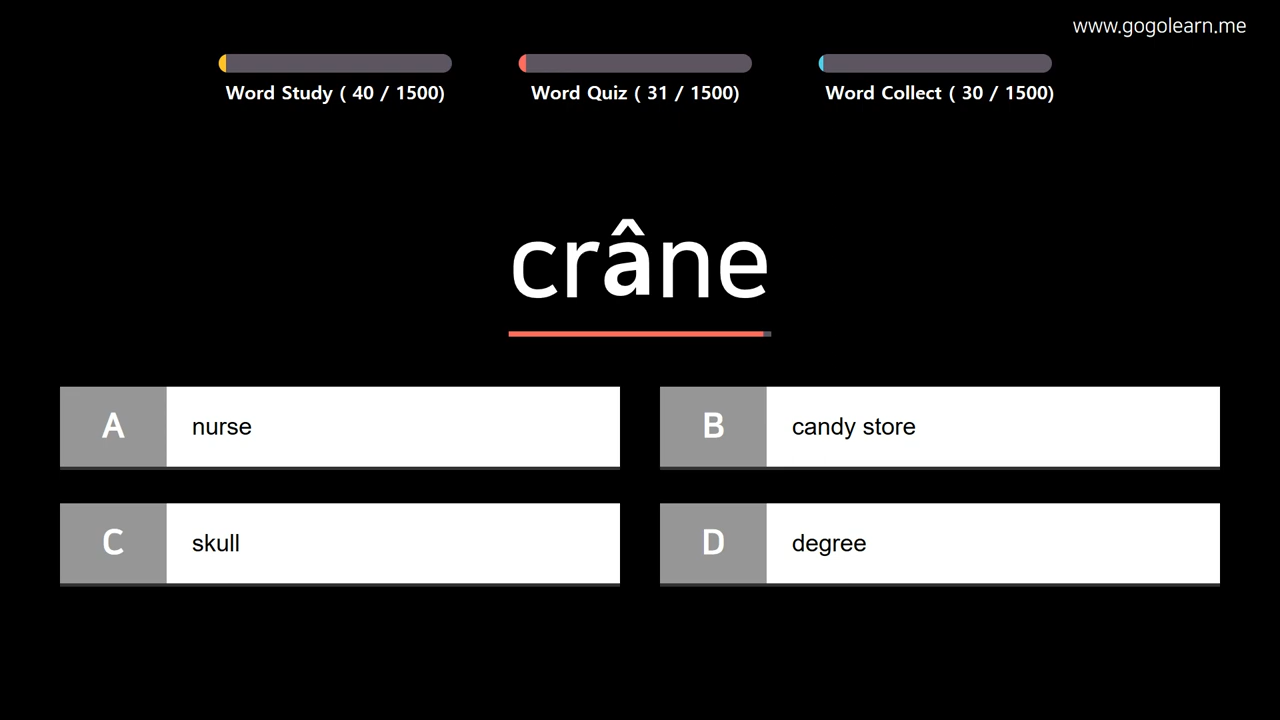 www.gogolearn.me
Word Study ( 40 / 1500)
Word Quiz ( 31 / 1500)
Word Collect ( 30 / 1500)
crâne
A nurse
B candy store
C skull
D degree